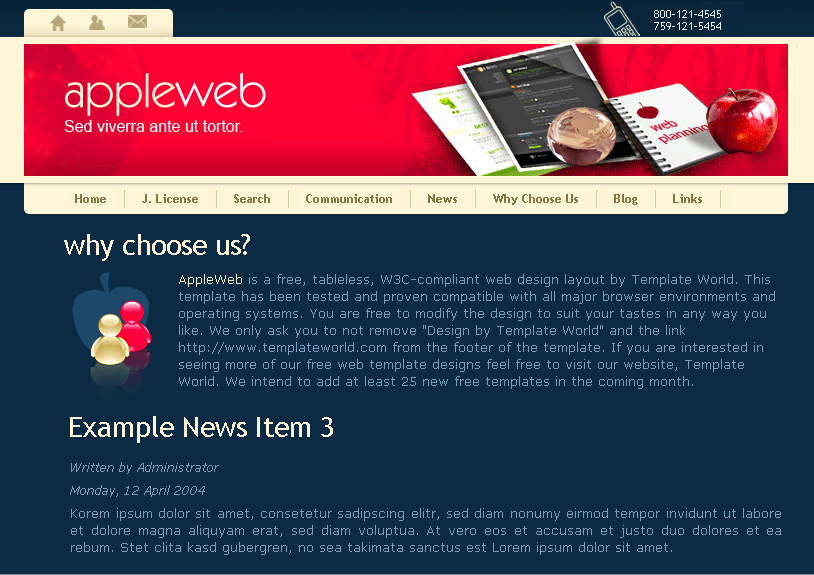 800-121-4545
759-121-5454
appleweb
Sed viverra ante ut tortor.
web
planning
Home J. License Search Communication News Why Choose Us Blog Links
why choose us?
AppleWeb is a free, tableless, W3C-compliant web design layout by Template World. This
template has been tested and proven compatible with all major browser environments and
operating systems. You are free to modify the design to suit your tastes in any way you
like. We only ask you to not remove "Design by Template World" and the link
http://www.templateworld.com from the footer of the template. If you are interested in
seeing more of our free web template designs feel free to visit our website, Template
World. We intend to add at least 25 new free templates in the coming month.
Example News Item 3
Written by Administrator
Monday, 12 April 2004
Korem ipsum dolor sit amet, consetetur sadipscing elitr, sed diam nonumy eirmod tempor invidunt ut labore
et dolore magna aliquyam erat, sed diam voluptua. At vero eos et accusam et justo duo dolores et ea
rebum. Stet clita kasd gubergren, no sea takimata sanctus est Lorem ipsum dolor sit amet.